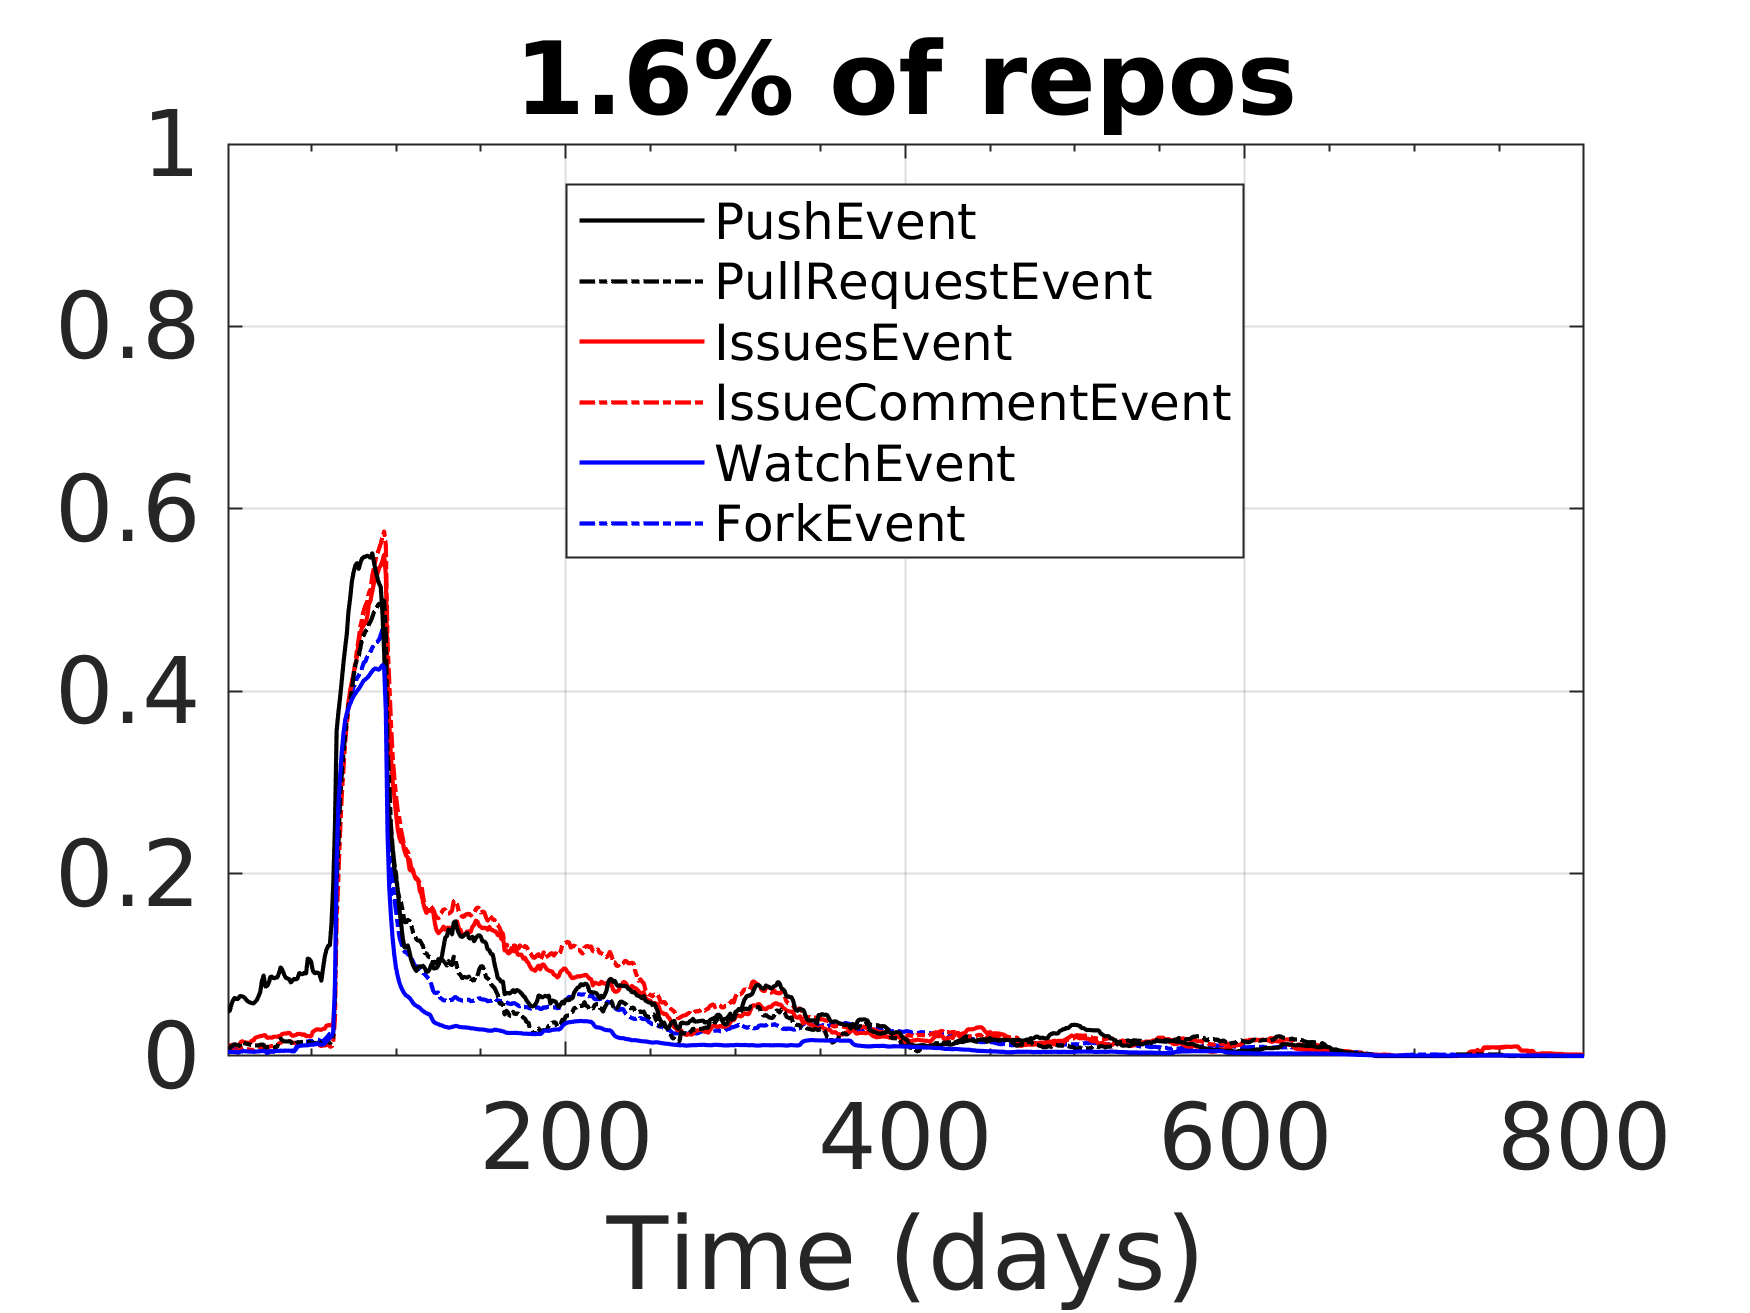 1.6% of repos
1
0.8
0.6
0.4
0.2
0
PushEvent
PullRequestEvent
IssuesEvent
IssueCommentEvent
WatchEvent
ForkEvent
200 400 600 800
Time (days)